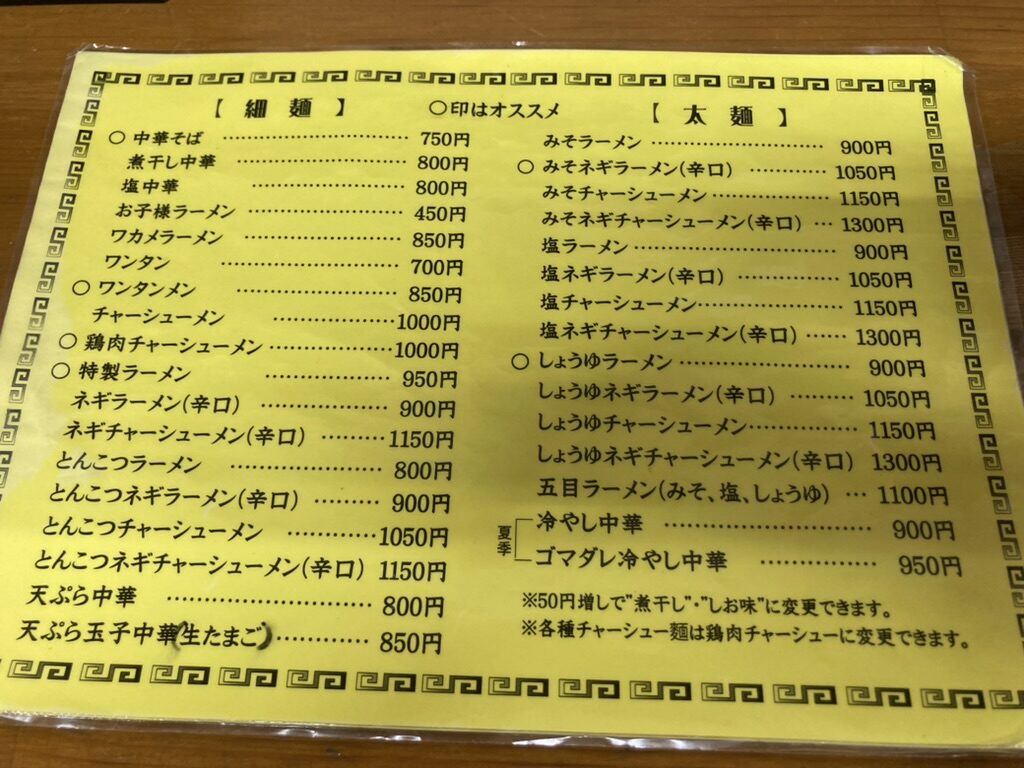 【 細 麺 】
○印はオススメ
○ 中華そば ……………………… 750円
煮干し中華 ……………………… 800円
塩中華 ……………………… 800円
お子様ラーメン ……………………… 450円
ワカメラーメン ……………………… 850円
ワンタン ……………………… 700円
○ ワンタンメン ……………………… 850円
チャーシューメン ………………1000円
○ 鶏肉チャーシューメン ………………1000円
○ 特製ラーメン ……………… 950円
ネギラーメン(辛口) ……………… 900円
ネギチャーシューメン(辛口) ………1150円
とんこつラーメン ……………… 800円
とんこつネギラーメン(辛口) ……… 900円
とんこつチャーシューメン …………1050円
とんこつネギチャーシューメン(辛口) 1150円
天ぷら中華 ……………………… 800円
天ぷら玉子中華(生たまご)………… 850円
【 太 麺 】
みそラーメン ……………………… 900円
○ みそネギラーメン(辛口) ………… 1050円
みそチャーシューメン ……………… 1150円
みそネギチャーシューメン(辛口) … 1300円
塩ラーメン ……………………… 900円
塩ネギラーメン(辛口) …………… 1050円
塩チャーシューメン ……………… 1150円
塩ネギチャーシューメン(辛口) …… 1300円
○ しょうゆラーメン ……………… 900円
しょうゆネギラーメン(辛口) ……… 1050円
しょうゆチャーシューメン………… 1150円
しょうゆネギチャーシューメン(辛口) 1300円
五目ラーメン(みそ、塩、しょうゆ) … 1100円
夏季
冷やし中華 ……………………… 900円
ゴマダレ冷やし中華 …………… 950円
※50円増しで"煮干し"・"しお味"に変更できます。
※各種チャーシュー麺は鶏肉チャーシューに変更できます。